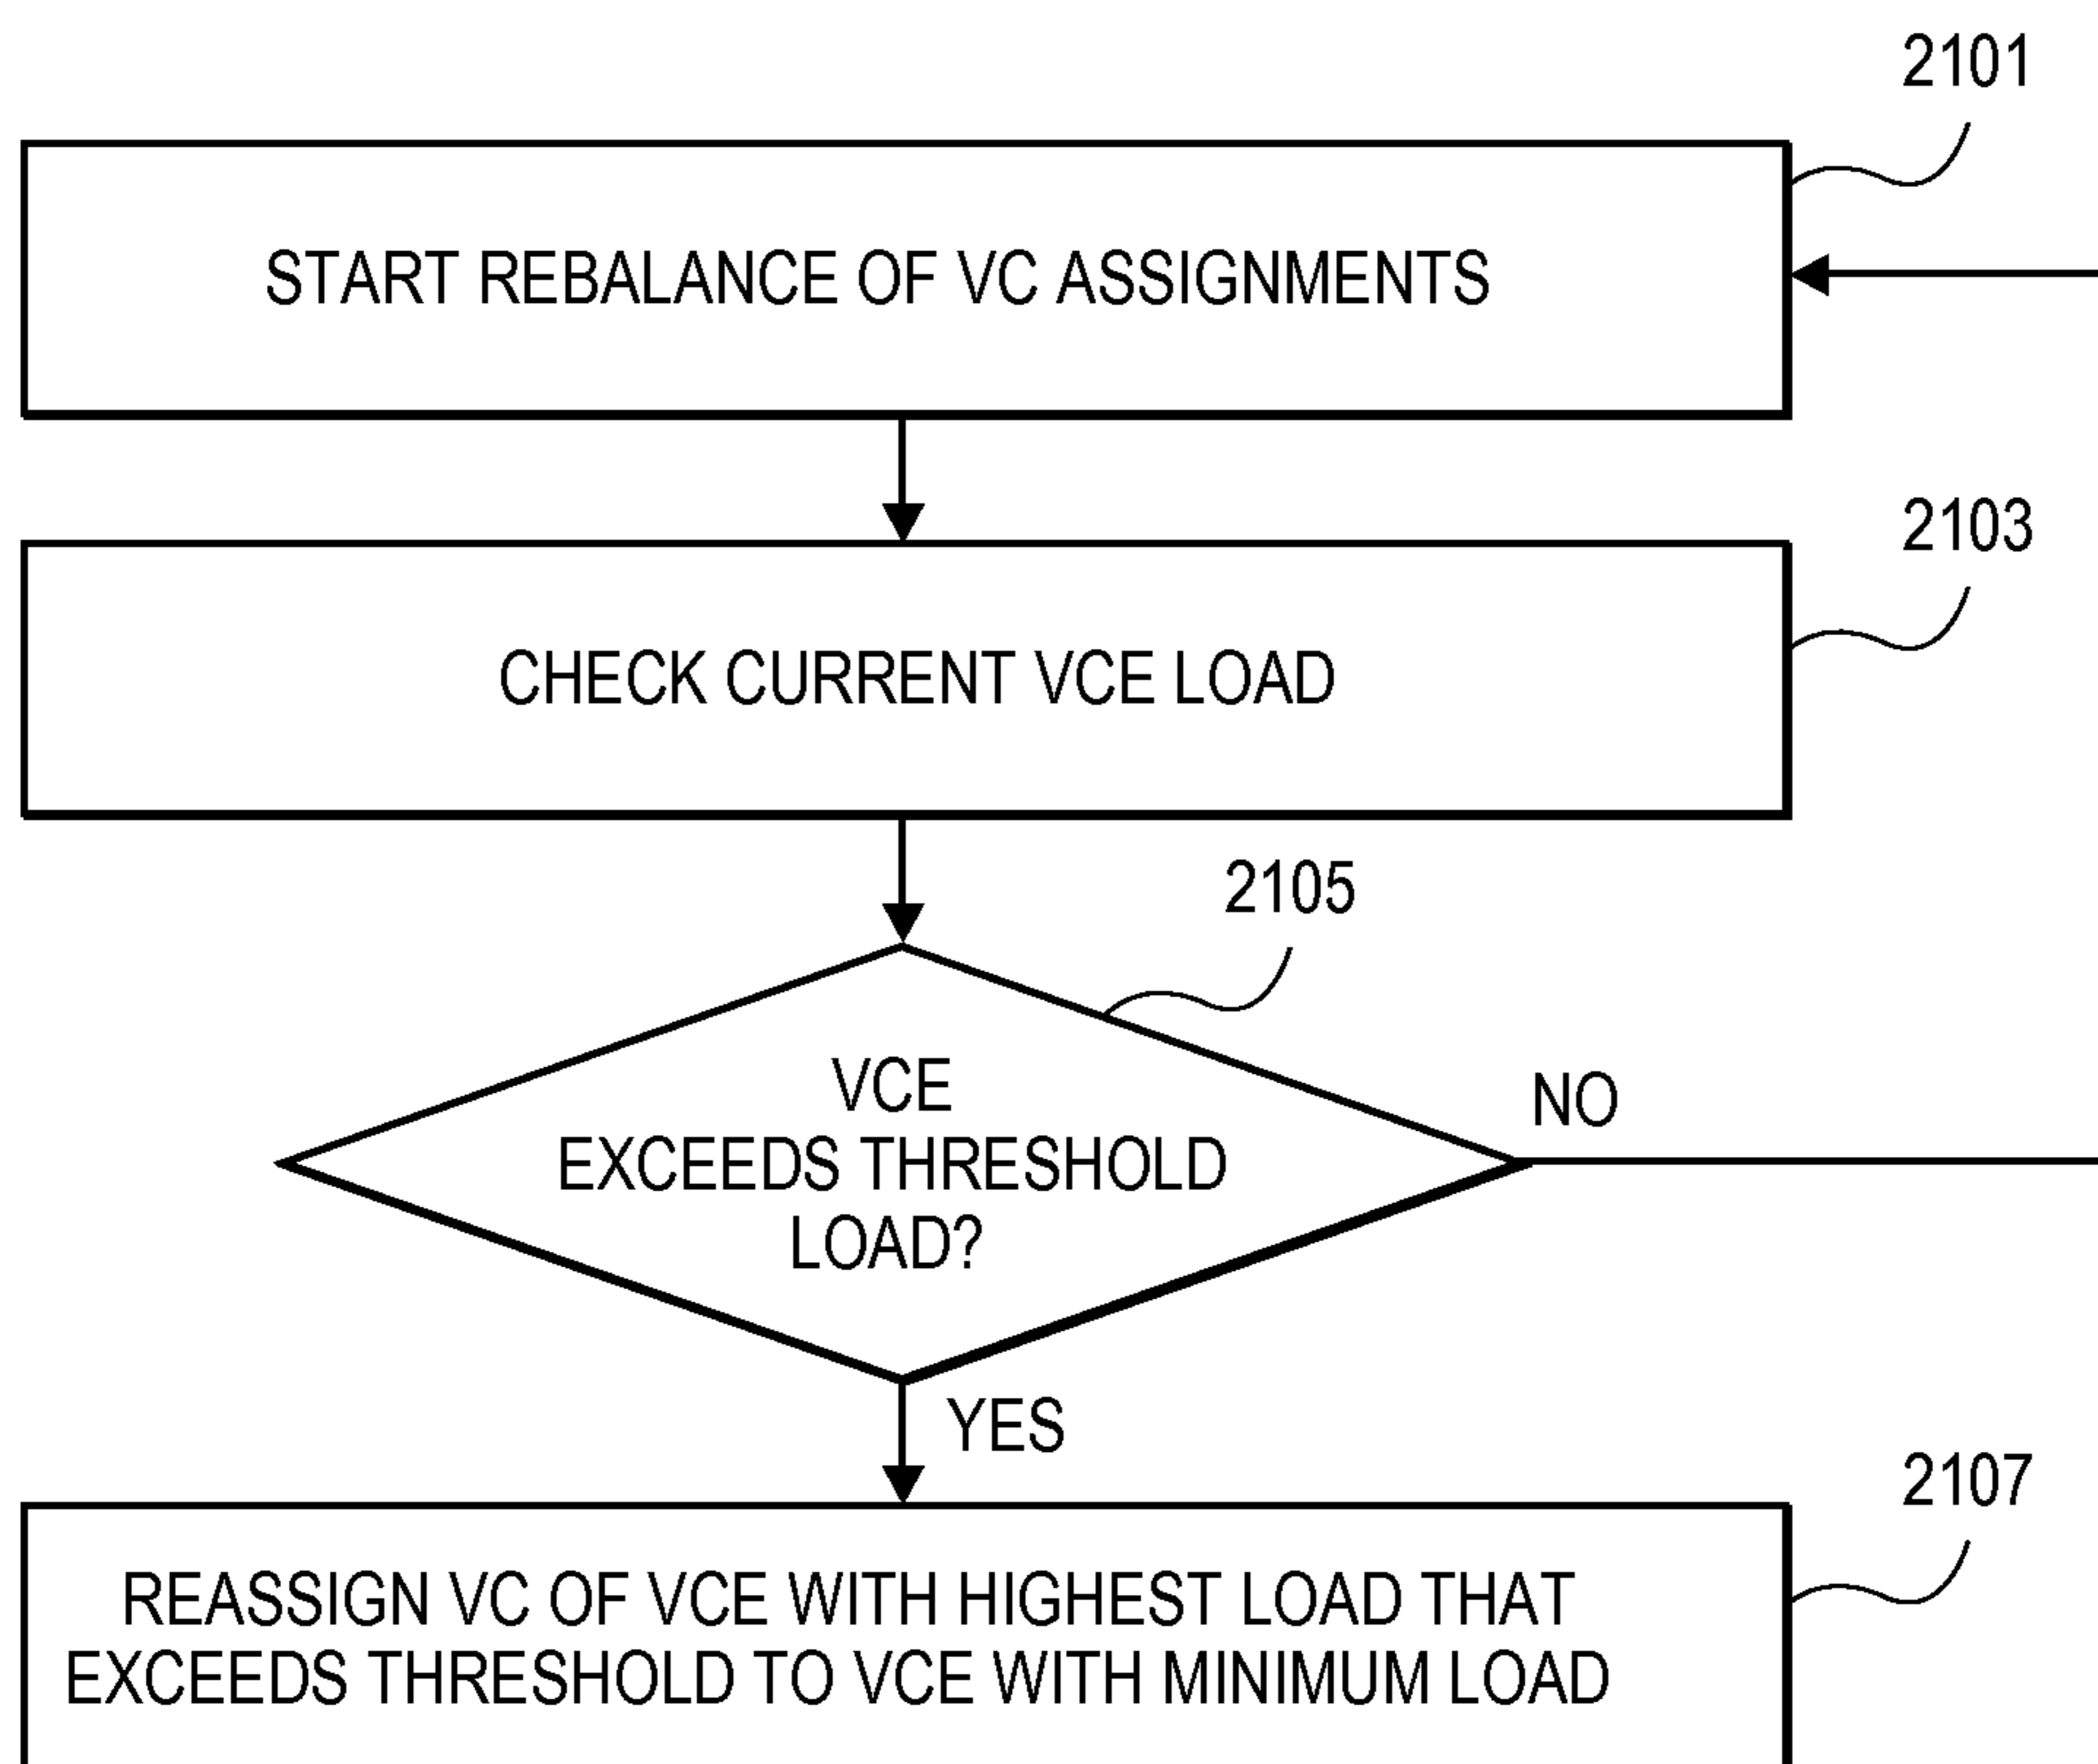 2101
START REBALANCE OF VC ASSIGNMENTS
2103
CHECK CURRENT VCE LOAD
2105
VCE
EXCEEDS THRESHOLD
LOAD?
NO
YES
2107
REASSIGN VC OF VCE WITH HIGHEST LOAD THAT
EXCEEDS THRESHOLD TO VCE WITH MINIMUM LOAD